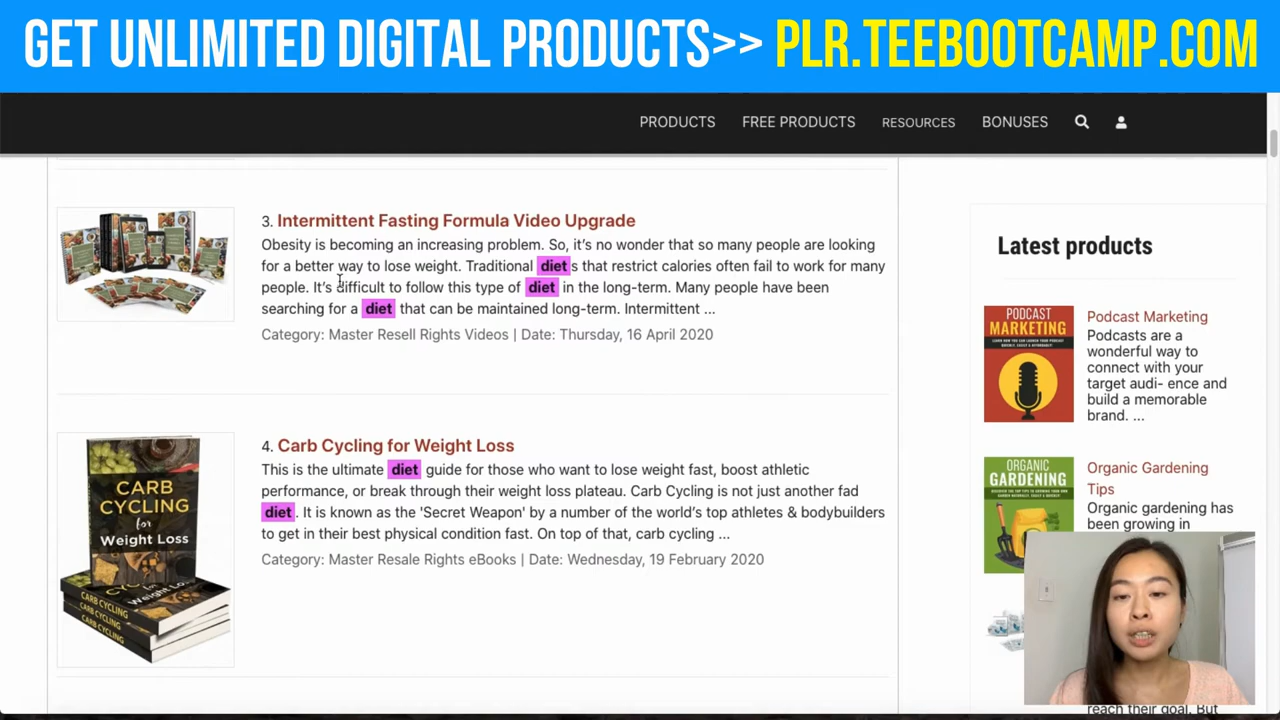 GET UNLIMITED DIGITAL PRODUCTS>> PLR.TEEBOOTCAMP.COM
PRODUCTS FREE PRODUCTS RESOURCES BONUSES
3. Intermittent Fasting Formula Video Upgrade
Obesity is becoming an increasing problem. So, it's no wonder that so many people are looking
for a better way to lose weight. Traditional diets that restrict calories often fail to work for many
people. It's difficult to follow this type of diet in the long-term. Many people have been
searching for a diet that can be maintained long-term. Intermittent ...
Category: Master Resell Rights Videos | Date: Thursday, 16 April 2020
CARB
CYCLING
for
Weight Loss
CARB CYCLING
CARB CYCLING
CARB CYCLING
4. Carb Cycling for Weight Loss
This is the ultimate diet guide for those who want to lose weight fast, boost athletic
performance, or break through their weight loss plateau. Carb Cycling is not just another fad
diet. It is known as the 'Secret Weapon' by a number of the world's top athletes & bodybuilders
to get in their best physical condition fast. On top of that, carb cycling ...
Category: Master Resale Rights eBooks | Date: Wednesday, 19 February 2020
Latest products
PODCAST
MARKETING
Podcast Marketing
Podcasts are a
wonderful way to
connect with your
target audi- ence and
build a memorable
brand. ...
ORGANIC
GARDENING
Organic Gardening
Tips
Organic gardening has
been growing in
reach their goal. But